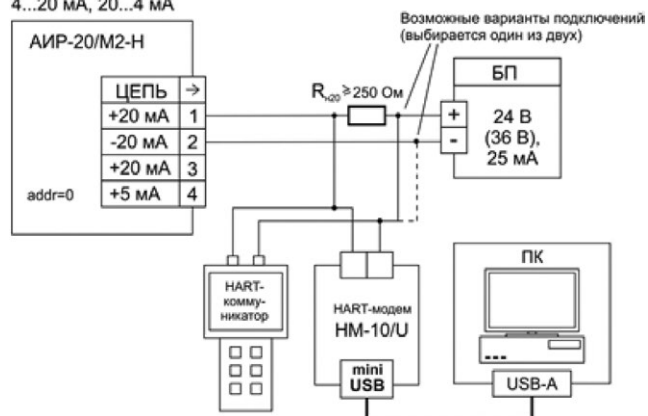 4...20 мА, 20...4 мА
Возможные варианты подключений
(выбирается один из двух)
АИР-20/М2-Н
БП
ЦЕПЬ →
Rн20 ≥ 250 Ом
+20 мА 1
-20 мА 2
+20 мА 3
+5 мА 4
addr=0
+
-
24 В
(36 В),
25 мА
HART-
комму-
никатор
HART-модем
HM-10/U
mini
USB
ПК
USB-A